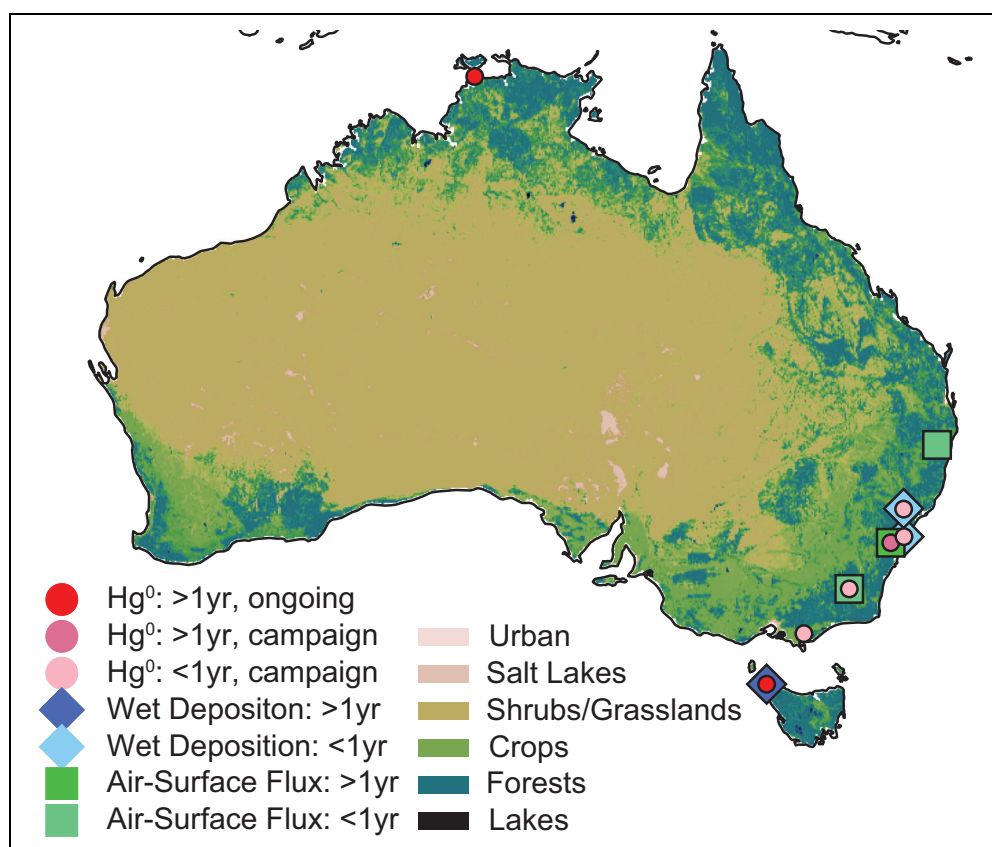 Hg⁰: >1yr, ongoing
Hg⁰: >1yr, campaign
Hg⁰: <1yr, campaign
Wet Depositon: >1yr
Wet Deposition: <1yr
Air-Surface Flux: >1yr
Air-Surface Flux: <1yr
Urban
Salt Lakes
Shrubs/Grasslands
Crops
Forests
Lakes